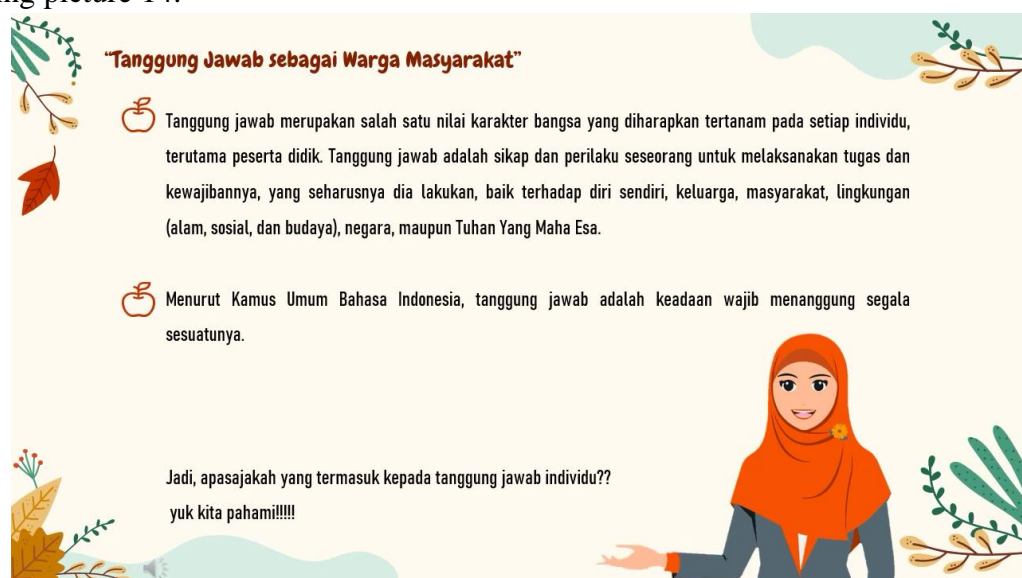 “Tanggung Jawab sebagai Warga Masyarakat”
Tanggung jawab merupakan salah satu nilai karakter bangsa yang diharapkan tertanam pada setiap individu,
terutama peserta didik. Tanggung jawab adalah sikap dan perilaku seseorang untuk melaksanakan tugas dan
kewajibannya, yang seharusnya dia lakukan, baik terhadap diri sendiri, keluarga, masyarakat, lingkungan
(alam, sosial, dan budaya), negara, maupun Tuhan Yang Maha Esa.
Menurut Kamus Umum Bahasa Indonesia, tanggung jawab adalah keadaan wajib menanggung segala
sesuatunya.
Jadi, apasajakah yang termasuk kepada tanggung jawab individu??
yuk kita pahami!!!!!